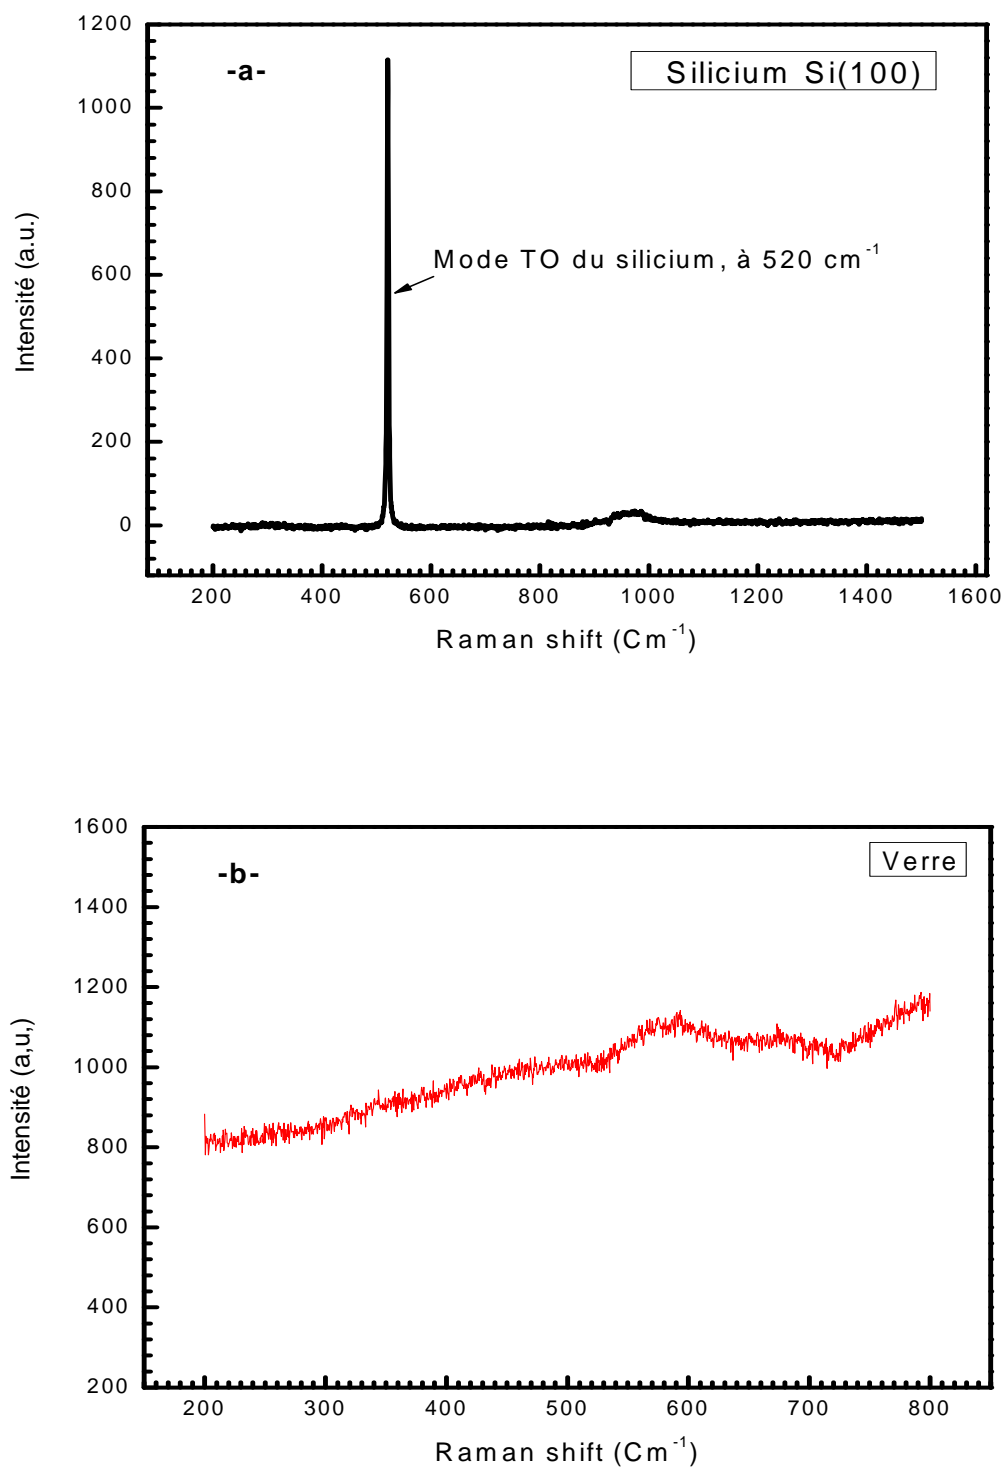 -a-
Silicium Si(100)
Mode TO du silicium, à 520 cm⁻¹
Intensité (a.u.)
1200
1000
800
600
400
200
0
200 400 600 800 1000 1200 1400 1600
Raman shift (Cm⁻¹)
-b-
Verre
Intensité (a,u,)
1600
1400
1200
1000
800
600
400
200
200 300 400 500 600 700 800
Raman shift (Cm⁻¹)